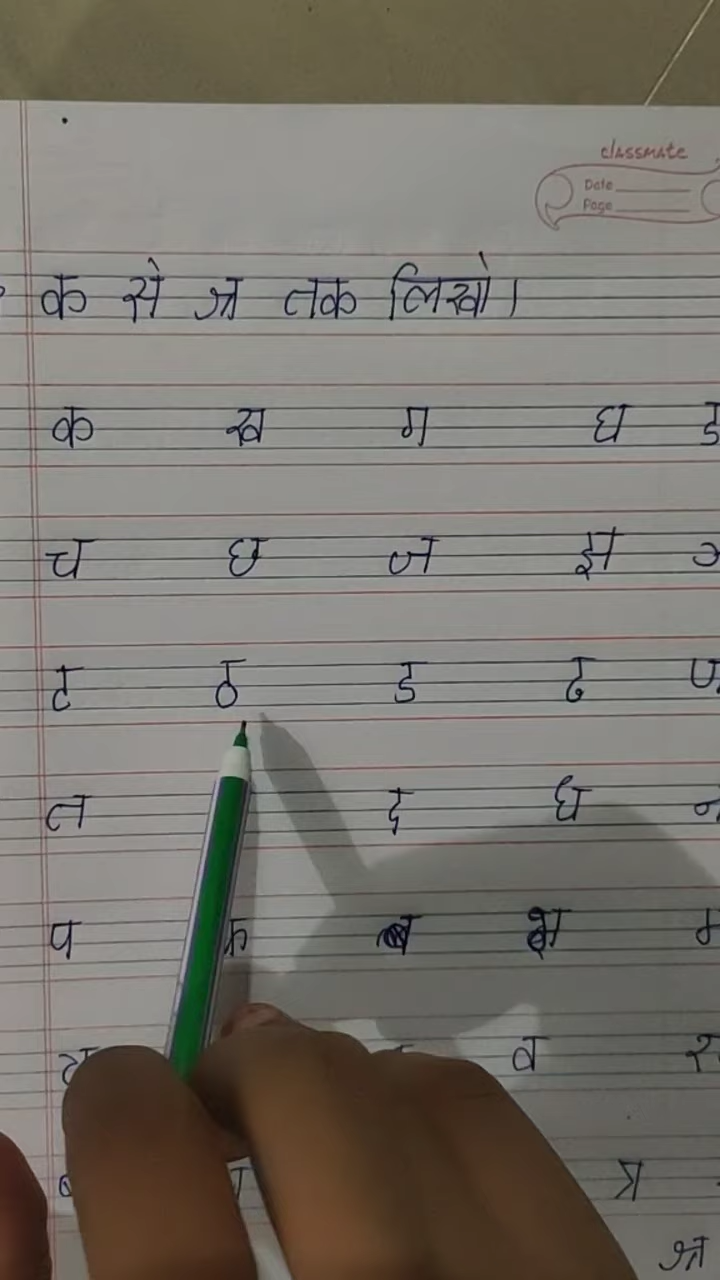 classmate
Date
Page
क से ज्ञ तक लिखो।
क ख ग घ ङ
च छ ज झ
ट ठ ड ढ ण
त द ध न
प फ ब भ म
य व श
त्र
ज्ञ